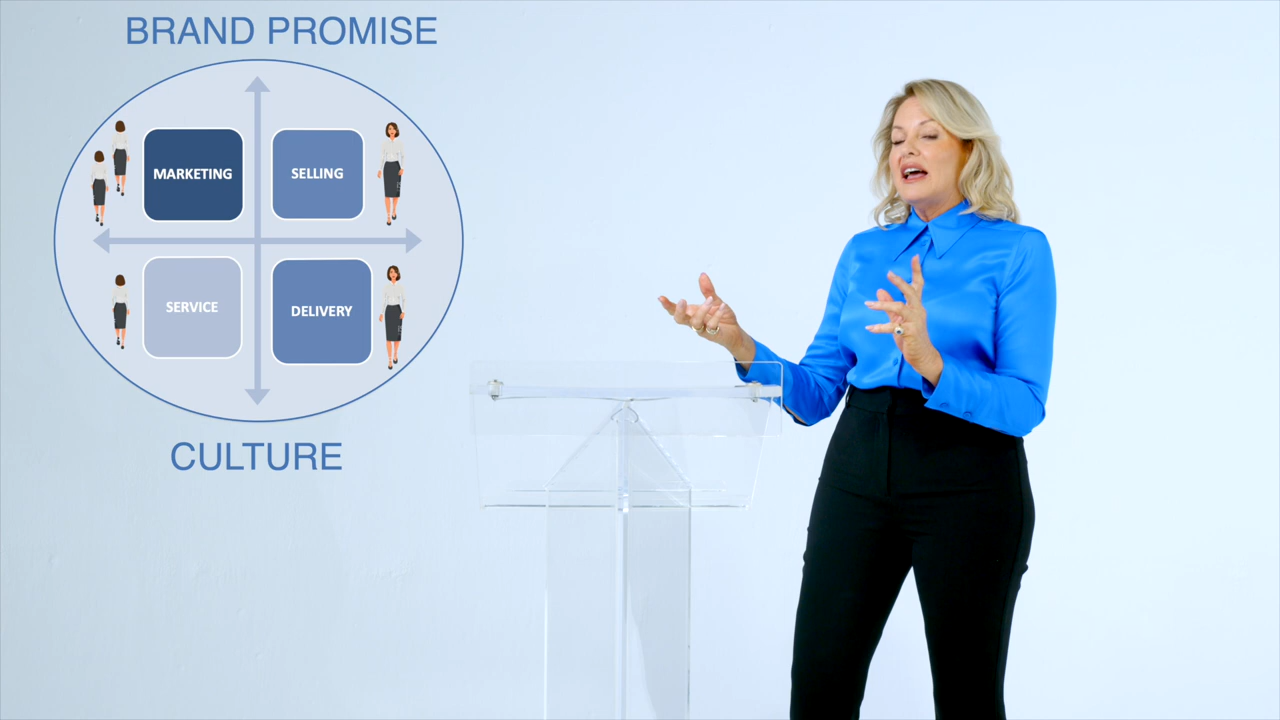 BRAND PROMISE
MARKETING
SELLING
SERVICE
DELIVERY
CULTURE